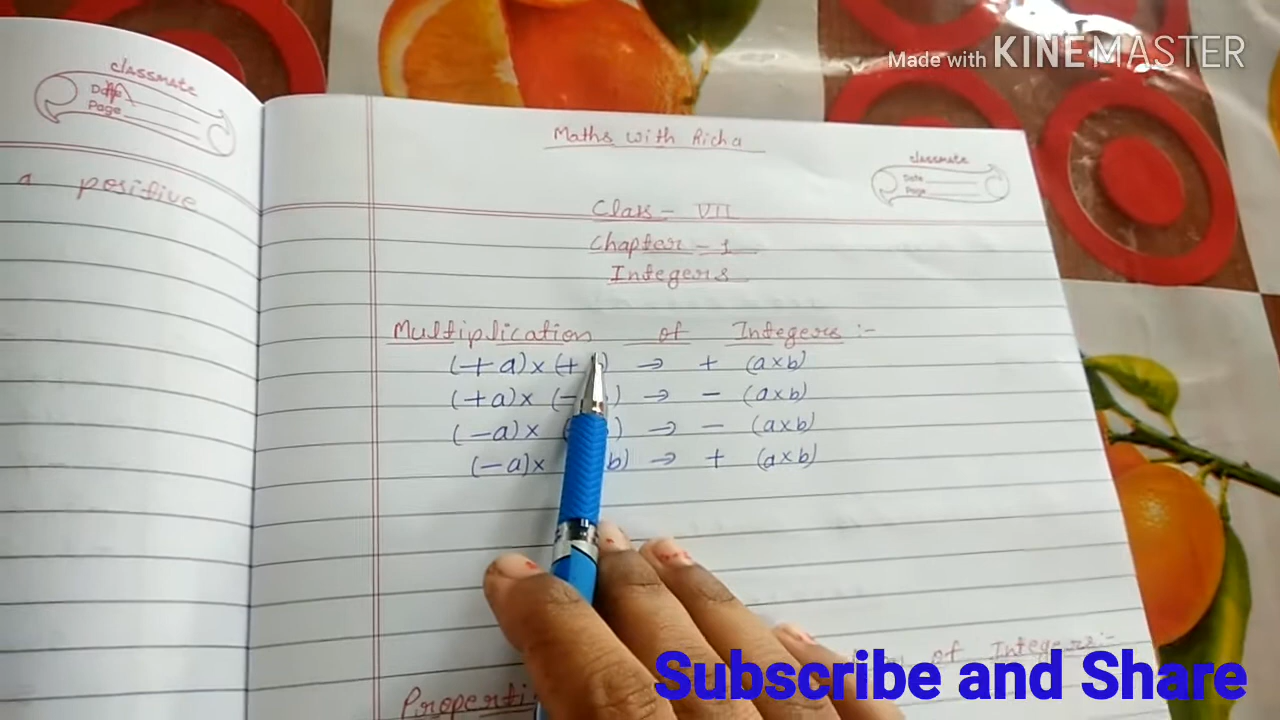 Made with KINEMASTER
classmate
Date
Page
a positive
Maths with Richa
classmate
Date
Page
Class - VII
Chapter - 1
Integers
Multiplication of Integers :-
(+ a) × (+ ) → + (a×b)
(+a) × (- ) → - (a×b)
(-a) × ) → - (a×b)
(-a) × b) → + (a×b)
of Integers:-
Subscribe and Share